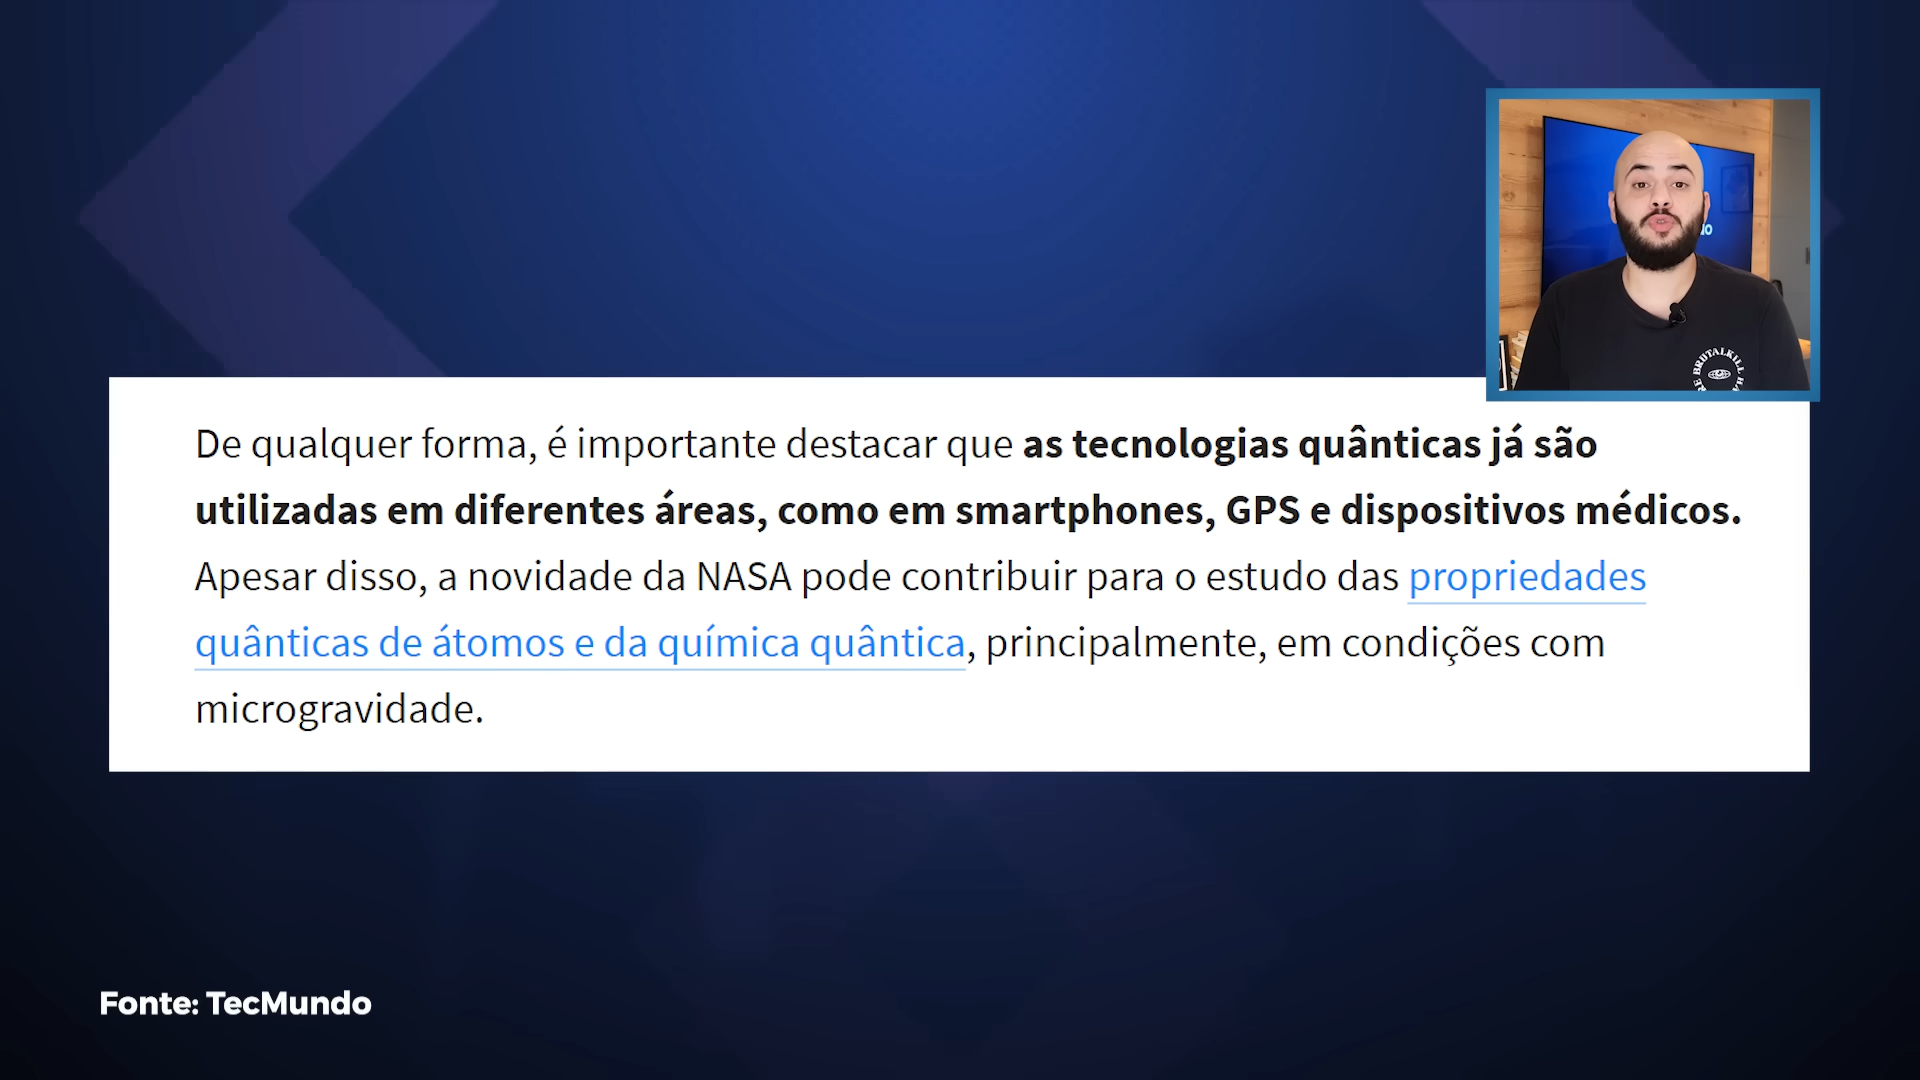 De qualquer forma, é importante destacar que as tecnologias quânticas já são
utilizadas em diferentes áreas, como em smartphones, GPS e dispositivos médicos.
Apesar disso, a novidade da NASA pode contribuir para o estudo das propriedades
quânticas de átomos e da química quântica, principalmente, em condições com
microgravidade.
Fonte: TecMundo